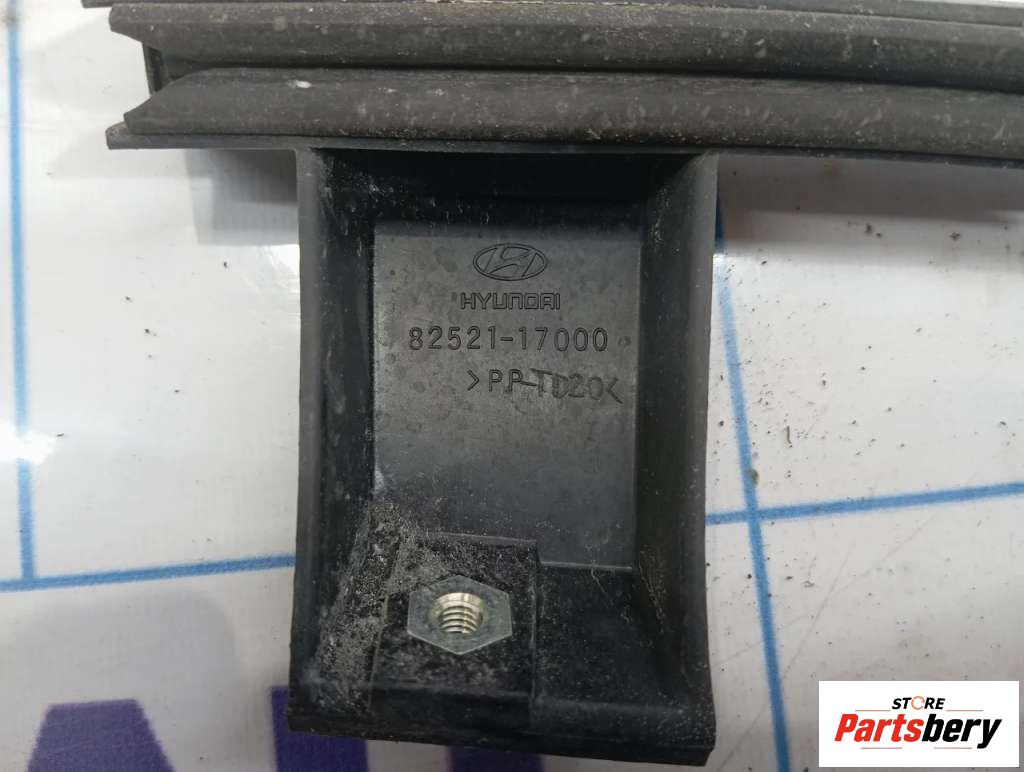 HYUNDAI
82521-17000
>PP-TD20<
STORE
Partsbery